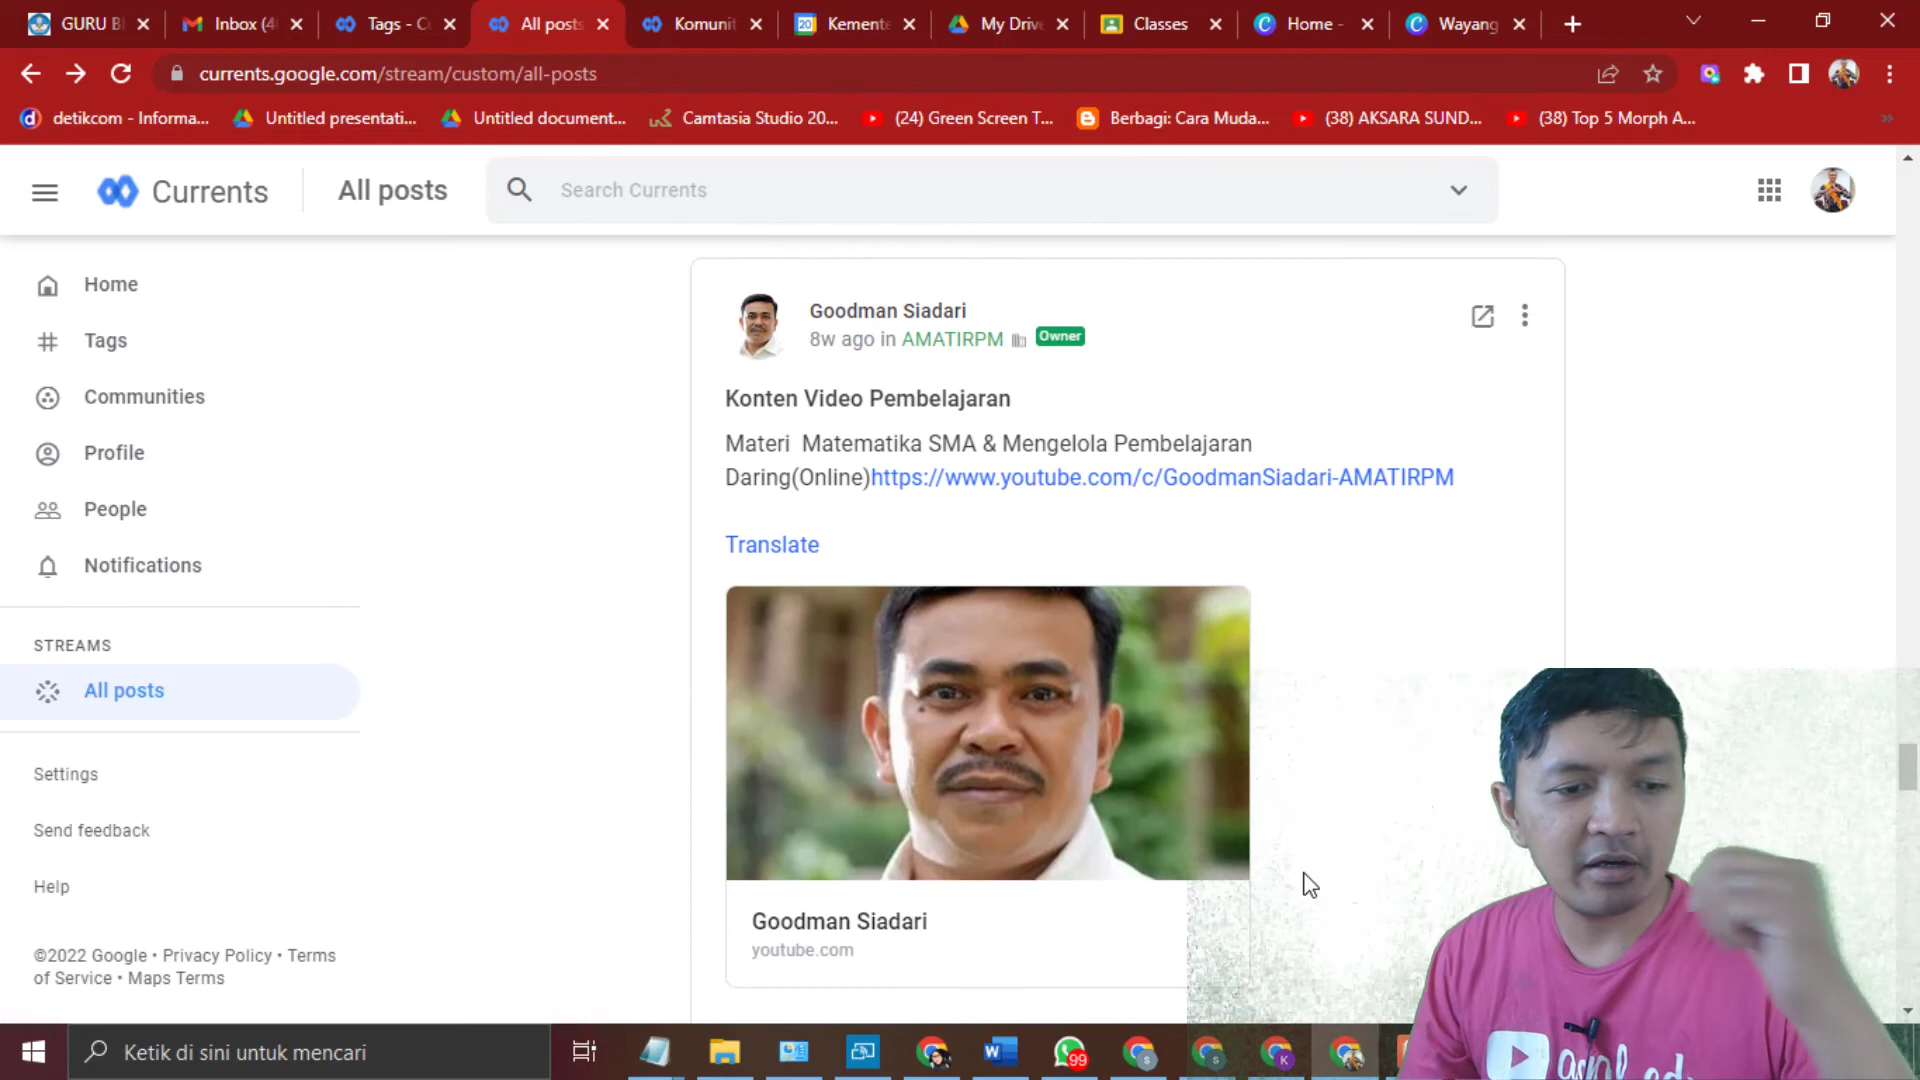 GURU B
Inbox (4
Tags - C
All posts
Komunit
Kemente
My Drive
Classes
Home -
Wayang
currents.google.com/stream/custom/all-posts
detikcom - Informa...
Untitled presentati...
Untitled document...
Camtasia Studio 20...
(24) Green Screen T...
Berbagi: Cara Muda...
(38) AKSARA SUND...
(38) Top 5 Morph A...
Currents
All posts
Search Currents
Home
Tags
Communities
Profile
People
Notifications
STREAMS
All posts
Settings
Send feedback
Help
©2022 Google • Privacy Policy • Terms
of Service • Maps Terms
Goodman Siadari
8w ago in AMATIRPM Owner
Konten Video Pembelajaran
Materi Matematika SMA & Mengelola Pembelajaran
Daring(Online)https://www.youtube.com/c/GoodmanSiadari-AMATIRPM
Translate
Goodman Siadari
youtube.com
Ketik di sini untuk mencari
99